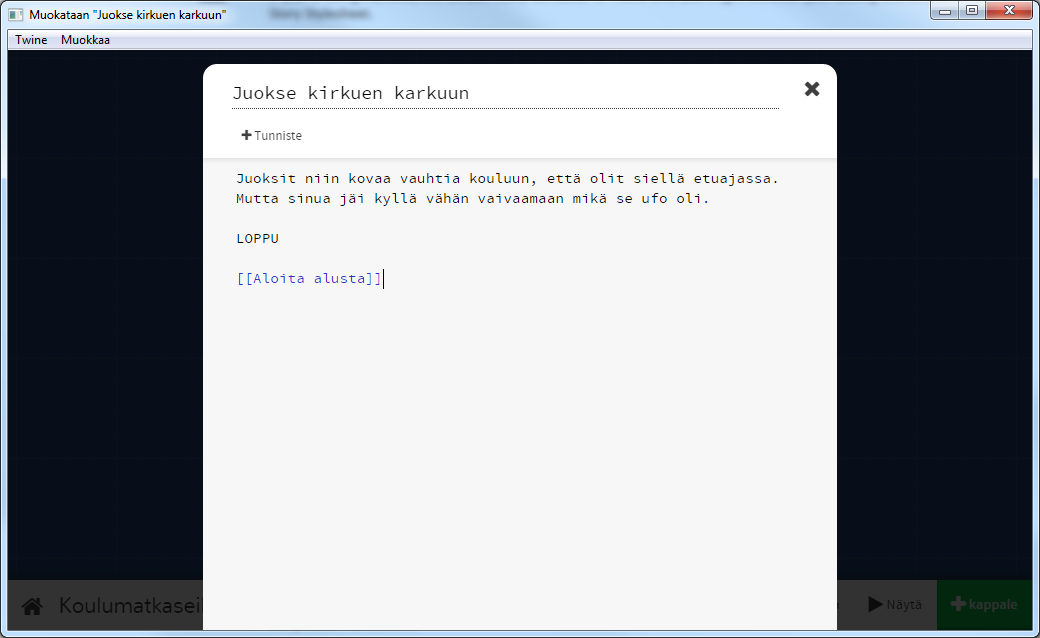 Muokataan "Juokse kirkuen karkuun"
Twine Muokkaa
Juokse kirkuen karkuun
Tunniste
Juoksit niin kovaa vauhtia kouluun, että olit siellä etuajassa.
Mutta sinua jäi kyllä vähän vaivaamaan mikä se ufo oli.
LOPPU
[[Aloita alusta]]
Koulumatkasei
Näytä
kappale